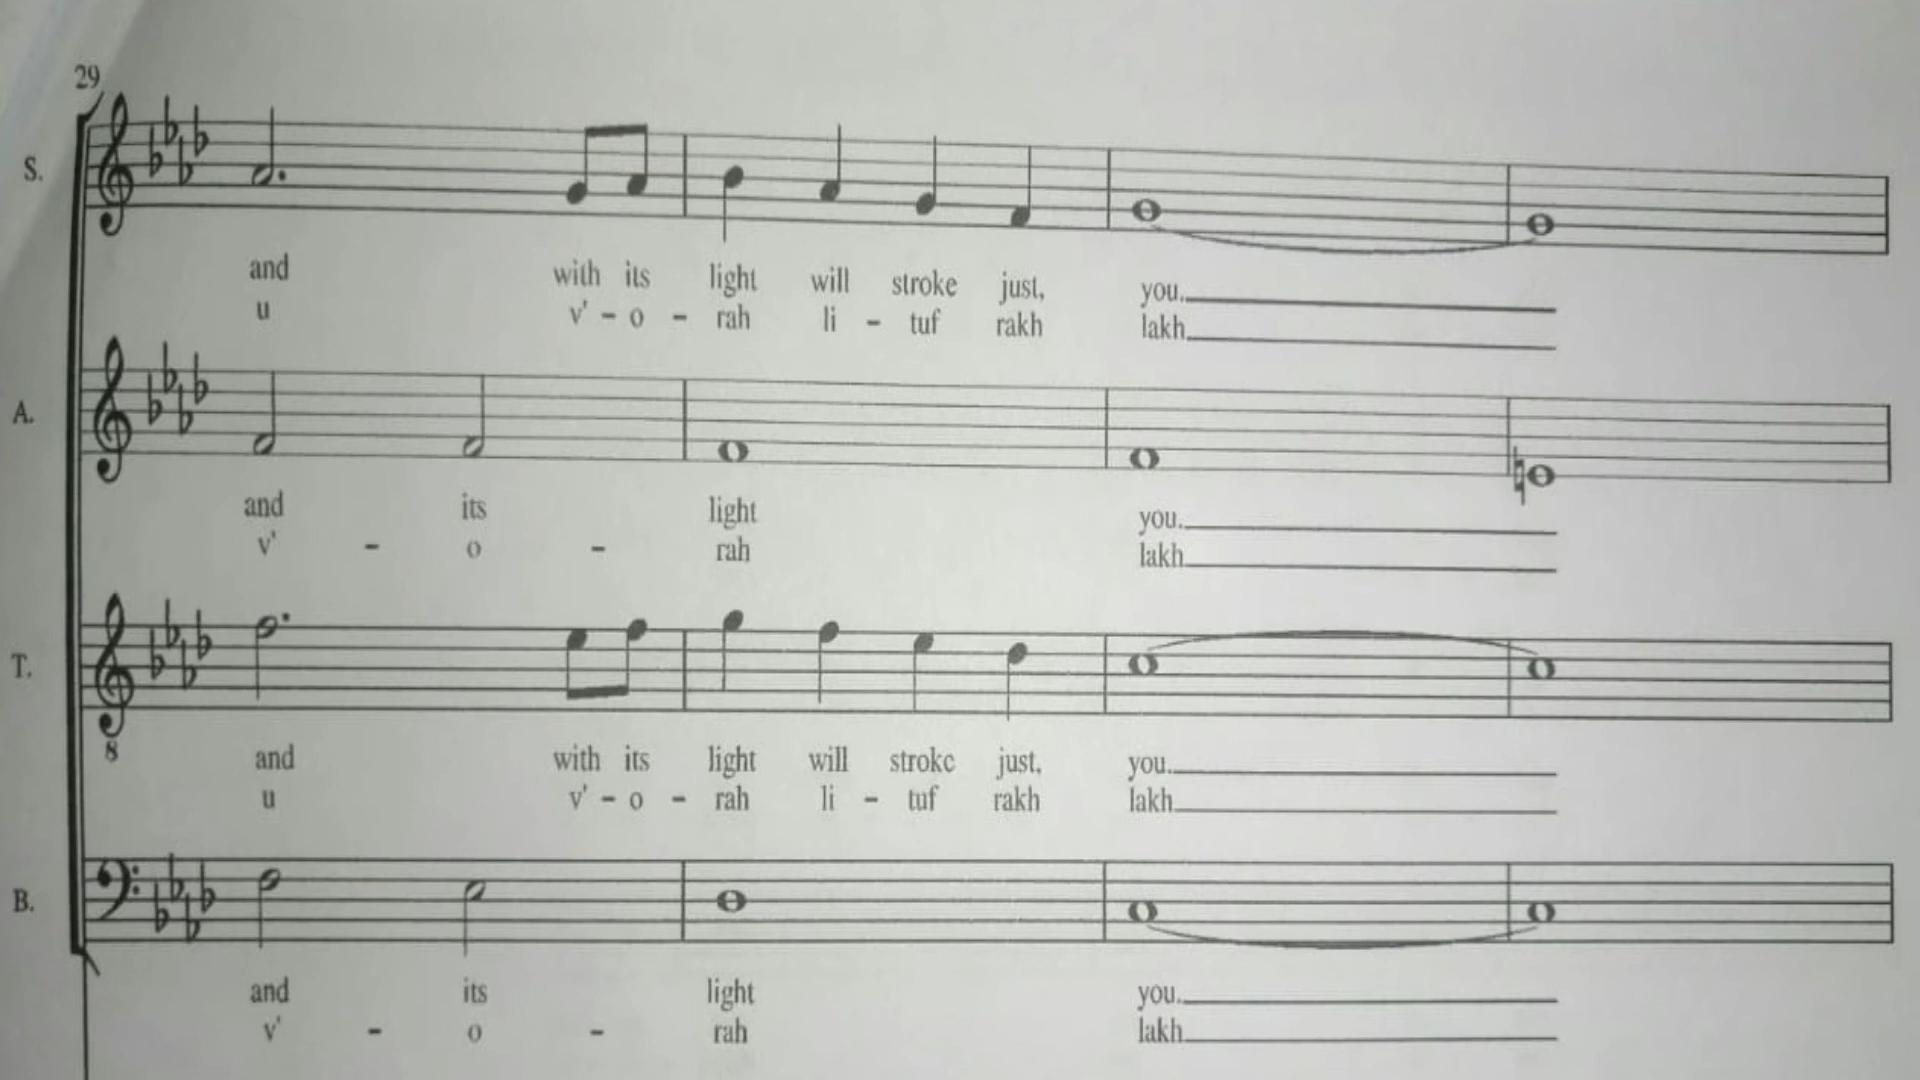 29
S.
and with its light will stroke just, you.
u v' - o - rah li - tuf rakh lakh
A.
and its light you.
v' - o - rah lakh
T.
8
and with its light will stroke just, you.
u v' - o - rah li - tuf rakh lakh
B.
and its light you.
v' - o - rah lakh